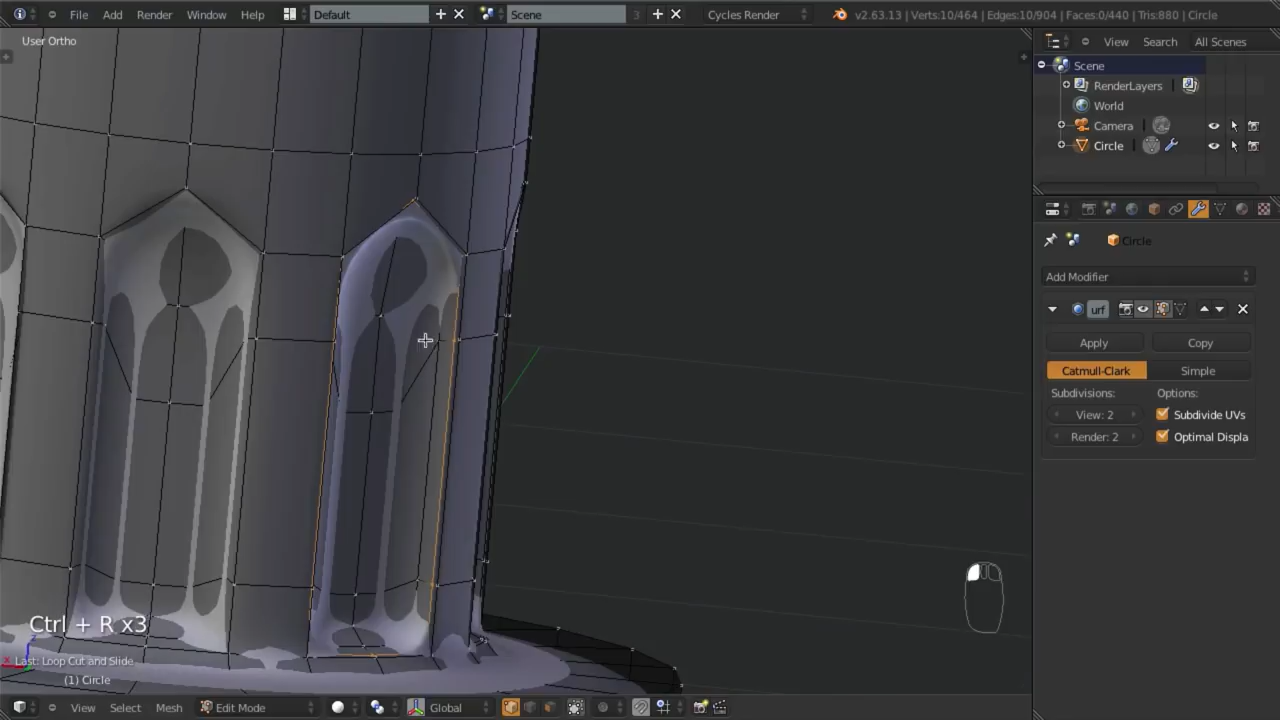 File Add Render Window Help Default Scene 3 Cycles Render v2.63.13 | Verts:10/464 | Edges:10/904 | Faces:0/440 | Tris:880 | Circle
User Ortho
View Search All Scenes
Scene
RenderLayers
World
Camera
Circle
Circle
Add Modifier
urf
Apply Copy
Catmull-Clark Simple
Subdivisions: Options:
View: 2 Subdivide UVs
Render: 2 Optimal Displa
Ctrl + R x3
Last: Loop Cut and Slide
(1) Circle
View Select Mesh Edit Mode Global